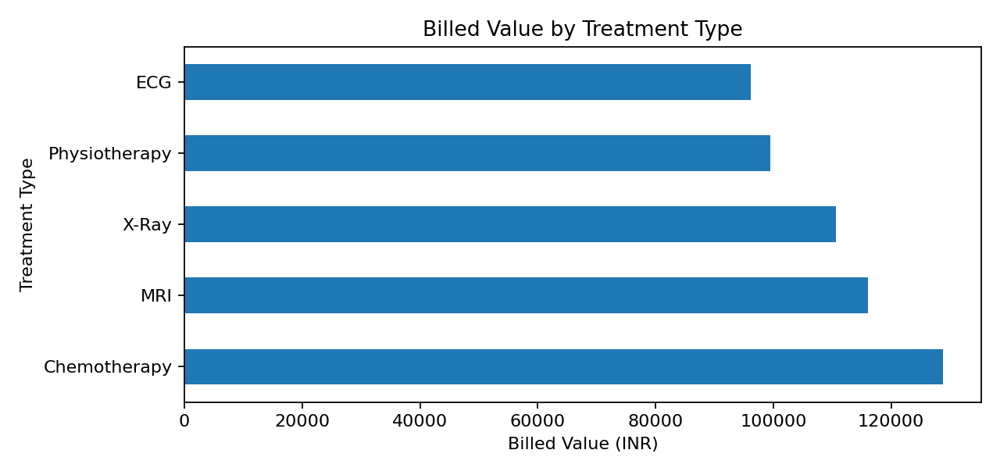 Billed Value by Treatment Type
Treatment Type
ECG
Physiotherapy
X-Ray
MRI
Chemotherapy
0 20000 40000 60000 80000 100000 120000
Billed Value (INR)